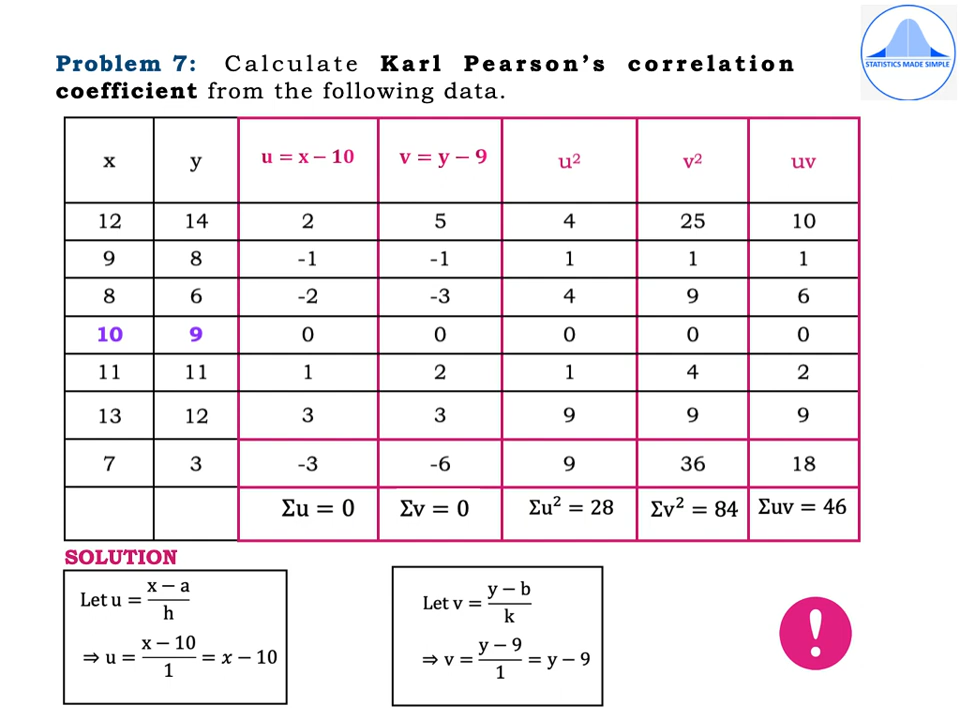 STATISTICS MADE SIMPLE
Problem 7: Calculate Karl Pearson’s correlation
coefficient from the following data.
x y u = x − 10 v = y − 9 u² v² uv
12 14 2 5 4 25 10
9 8 -1 -1 1 1 1
8 6 -2 -3 4 9 6
10 9 0 0 0 0 0
11 11 1 2 1 4 2
13 12 3 3 9 9 9
7 3 -3 -6 9 36 18
Σu = 0 Σv = 0 Σu² = 28 Σv² = 84 Σuv = 46
SOLUTION
Let u = (x − a)/h
⇒ u = (x − 10)/1 = x − 10
Let v = (y − b)/k
⇒ v = (y − 9)/1 = y − 9
!